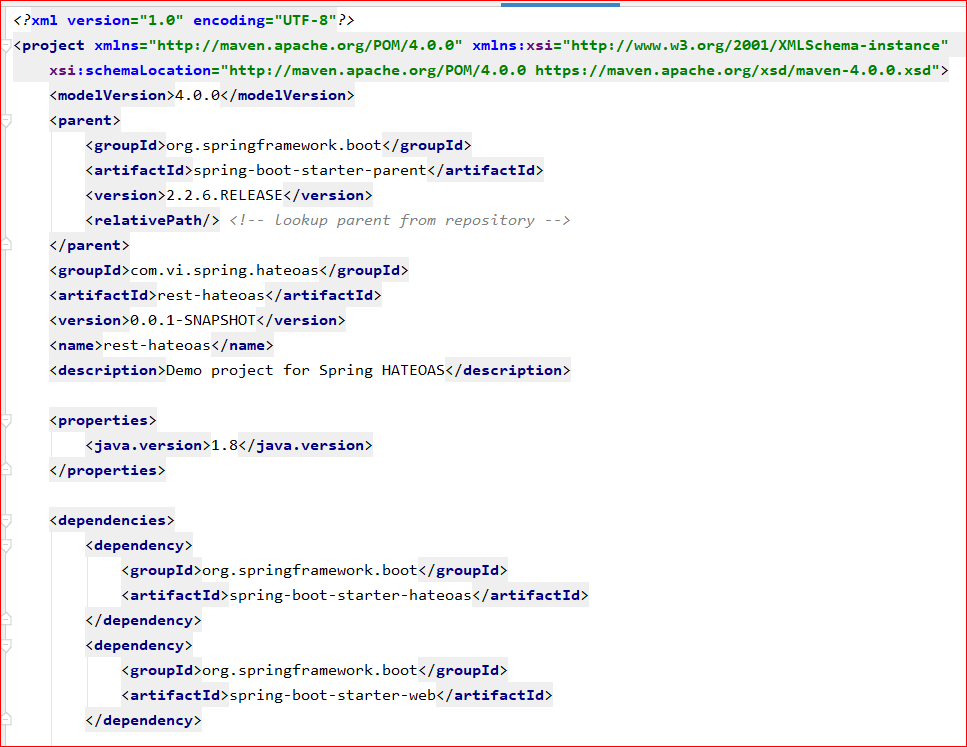 <?xml version="1.0" encoding="UTF-8"?>
<project xmlns="http://maven.apache.org/POM/4.0.0" xmlns:xsi="http://www.w3.org/2001/XMLSchema-instance"
    xsi:schemaLocation="http://maven.apache.org/POM/4.0.0 https://maven.apache.org/xsd/maven-4.0.0.xsd">
    <modelVersion>4.0.0</modelVersion>
    <parent>
        <groupId>org.springframework.boot</groupId>
        <artifactId>spring-boot-starter-parent</artifactId>
        <version>2.2.6.RELEASE</version>
        <relativePath/> <!-- lookup parent from repository -->
    </parent>
    <groupId>com.vi.spring.hateoas</groupId>
    <artifactId>rest-hateoas</artifactId>
    <version>0.0.1-SNAPSHOT</version>
    <name>rest-hateoas</name>
    <description>Demo project for Spring HATEOAS</description>

    <properties>
        <java.version>1.8</java.version>
    </properties>

    <dependencies>
        <dependency>
            <groupId>org.springframework.boot</groupId>
            <artifactId>spring-boot-starter-hateoas</artifactId>
        </dependency>
        <dependency>
            <groupId>org.springframework.boot</groupId>
            <artifactId>spring-boot-starter-web</artifactId>
        </dependency>